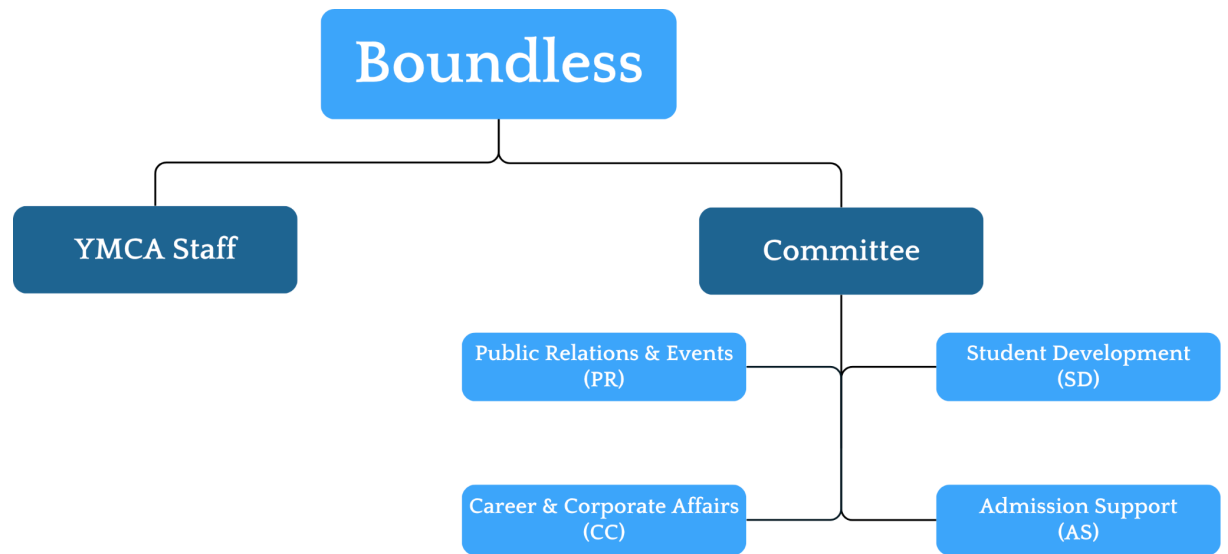 Boundless
YMCA Staff
Committee
Public Relations & Events
(PR)
Student Development
(SD)
Career & Corporate Affairs
(CC)
Admission Support
(AS)